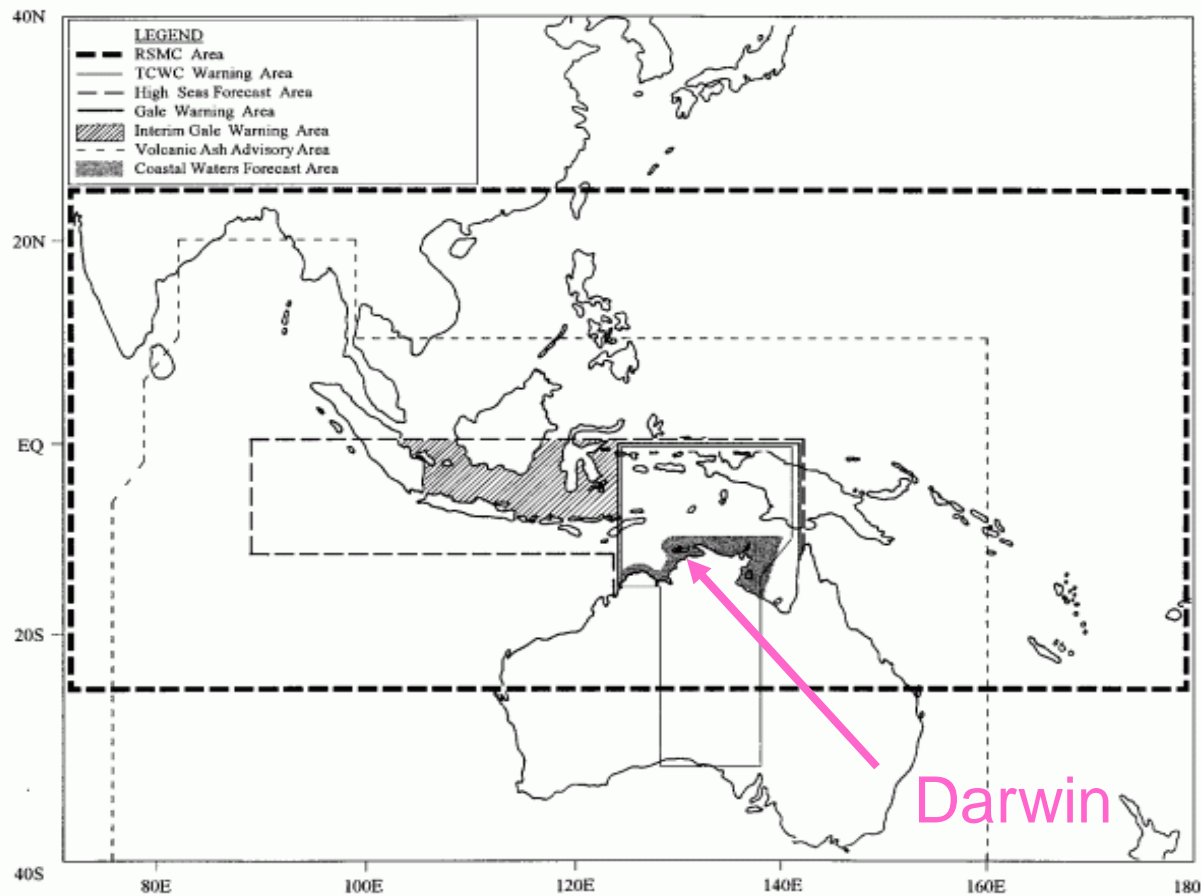 40N
LEGEND
RSMC Area
TCWC Warning Area
High Seas Forecast Area
Gale Warning Area
Interim Gale Warning Area
Volcanic Ash Advisory Area
Coastal Waters Forecast Area
20N
EQ
20S
Darwin
40S
80E 100E 120E 140E 160E 180